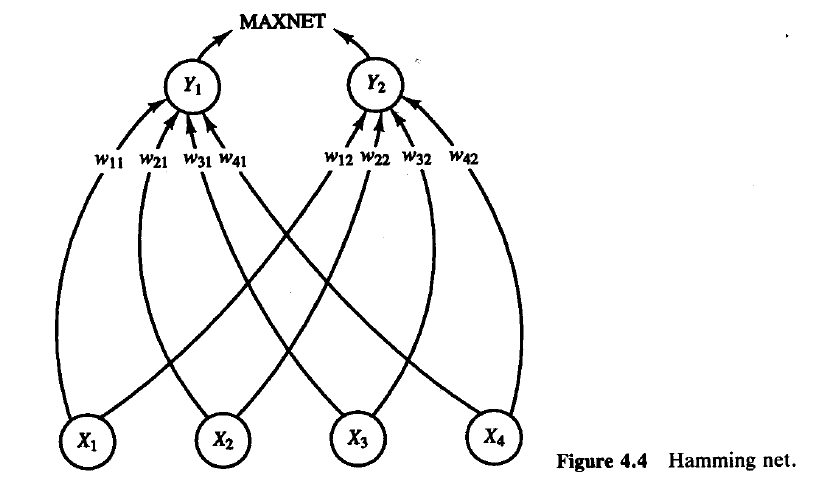 MAXNET
Y1 Y2
w11 w21 w31 w41 w12 w22 w32 w42
X1 X2 X3 X4
Figure 4.4 Hamming net.